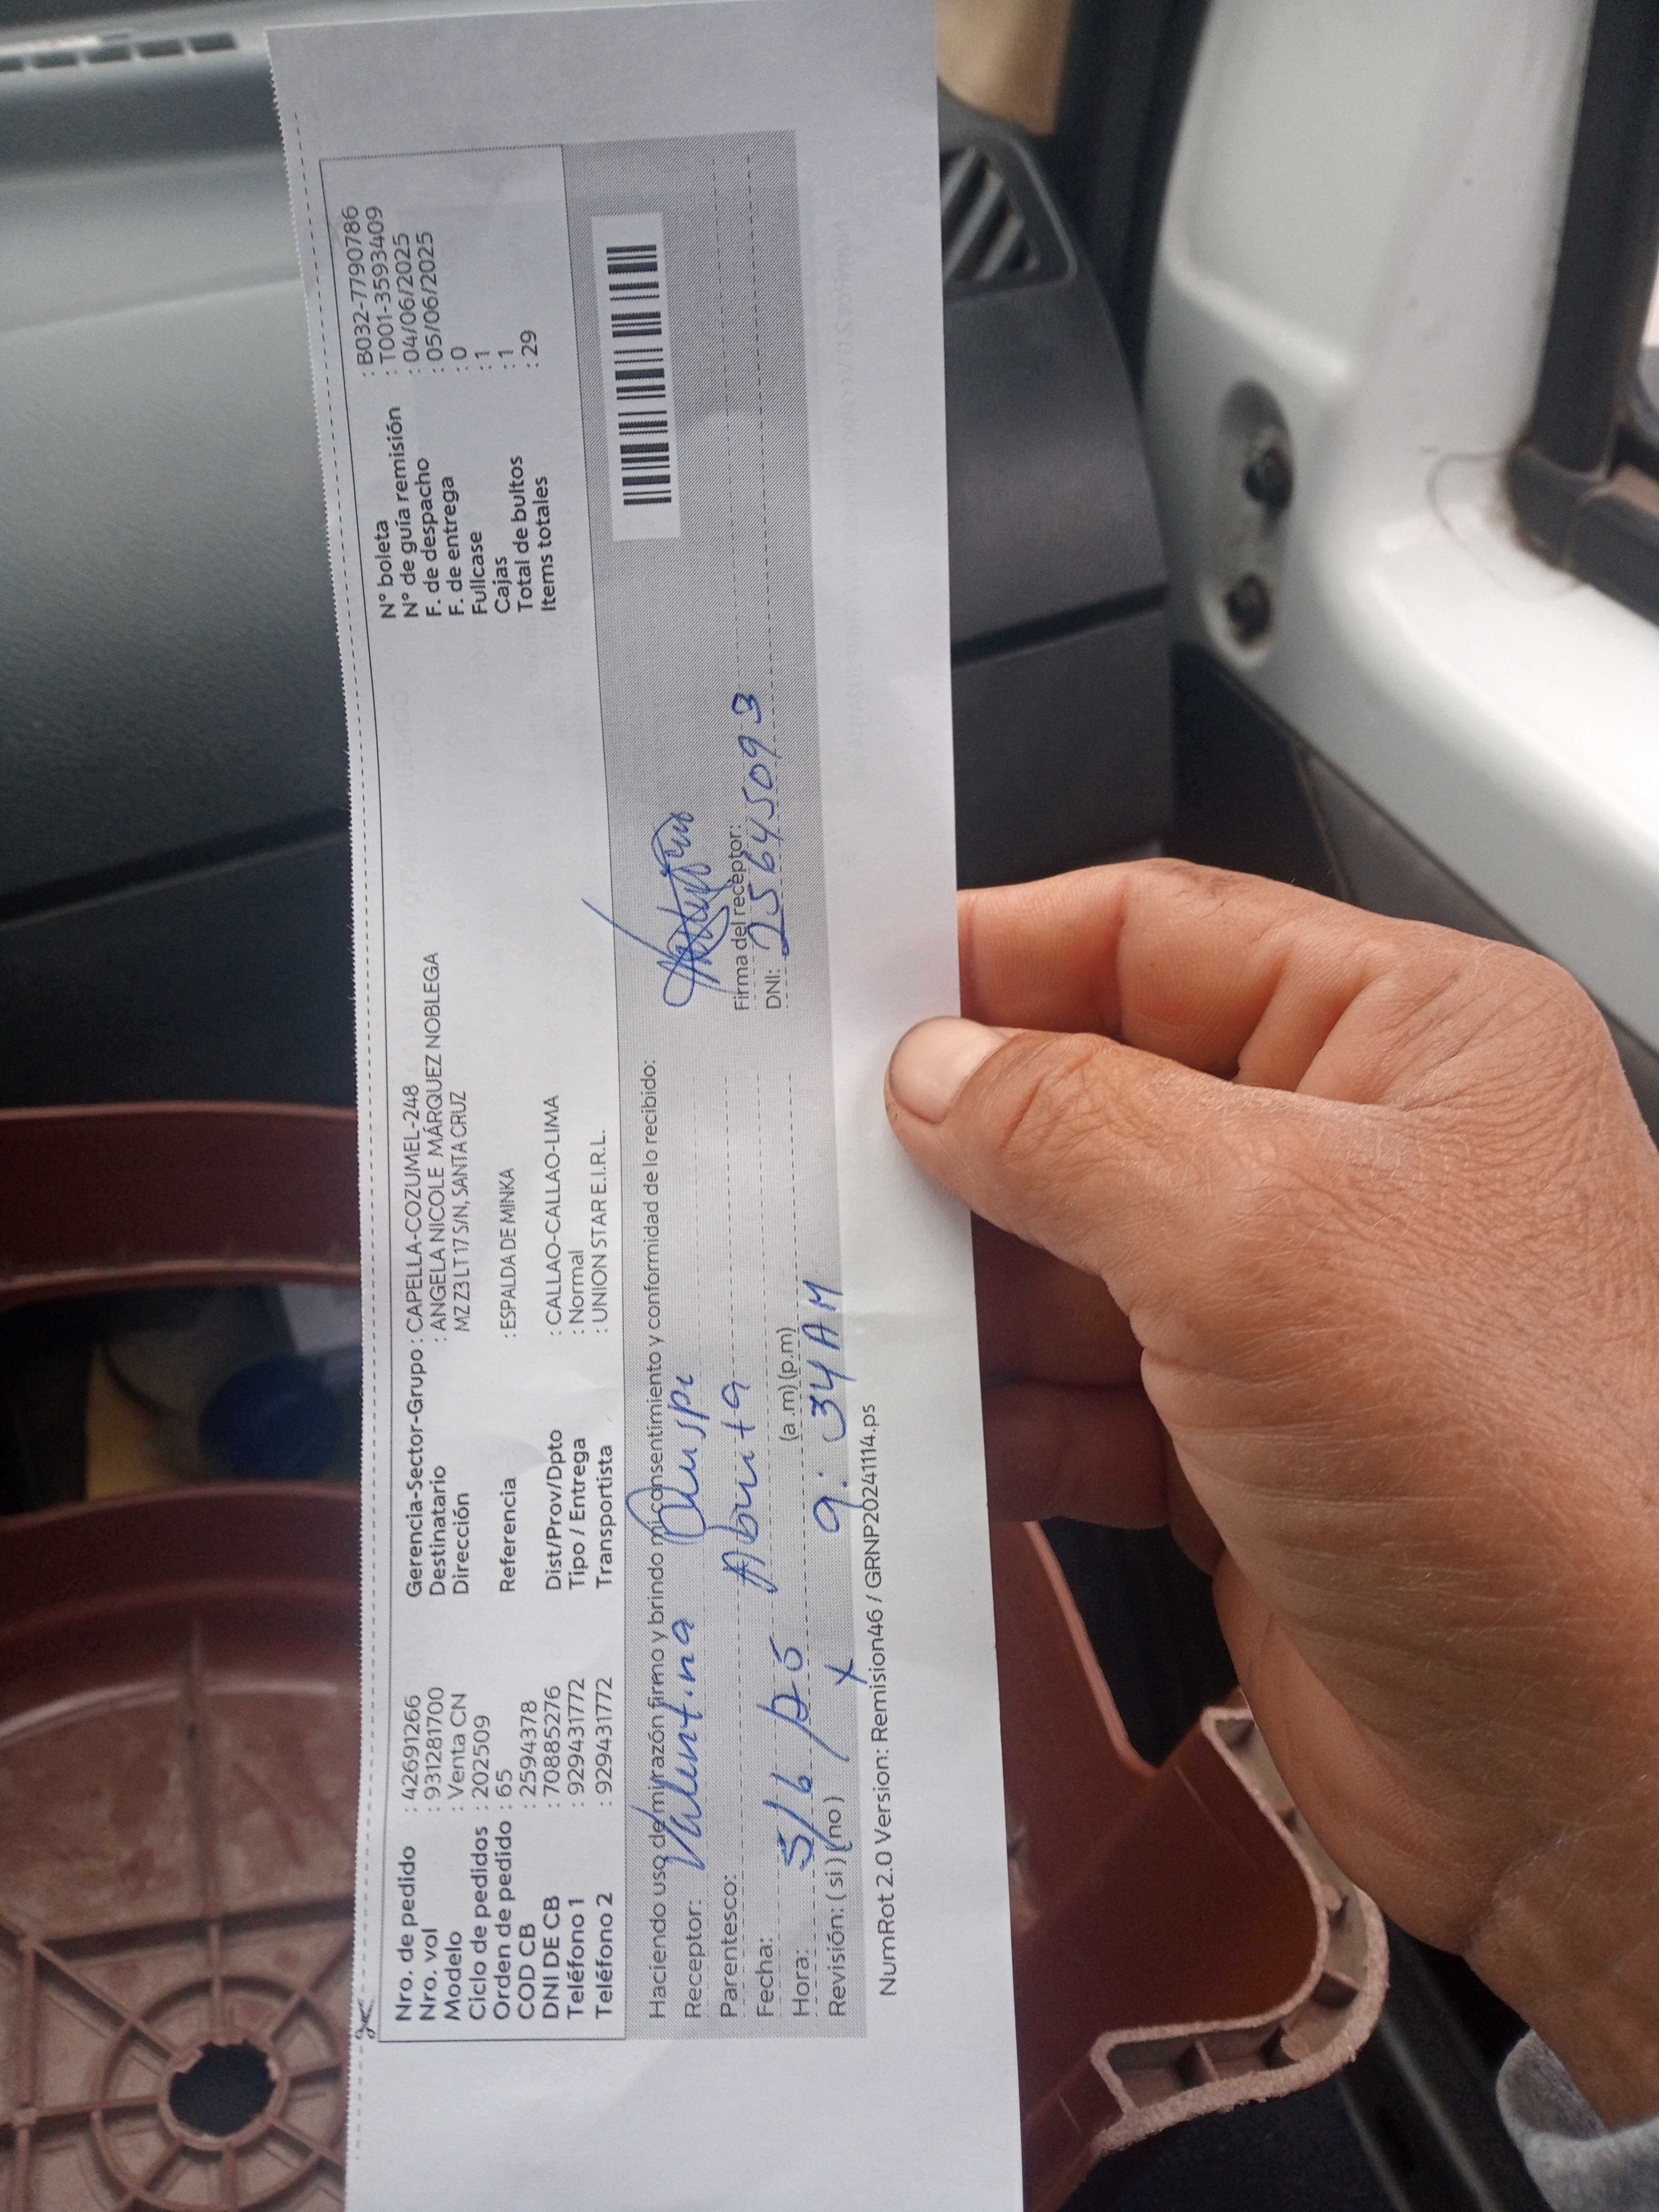 Nro. de pedido : 42691266
Nro. vol : 931281700
Modelo : Venta CN
Ciclo de pedidos : 202509
Orden de pedido : 65
COD CB : 2594378
DNI DE CB : 70885276
Teléfono 1 : 929431772
Teléfono 2 : 929431772
Gerencia-Sector-Grupo : CAPELLA-COZUMEL-248
Destinatario : ANGELA NICOLE MÁRQUEZ NOBLEGA
Dirección MZ Z3 LT 17 S/N, SANTA CRUZ
Referencia : ESPALDA DE MINKA
Dist/Prov/Dpto : CALLAO-CALLAO-LIMA
Tipo / Entrega : Normal
Transportista : UNION STAR E.I.R.L.
N° boleta : B032-7790786
N° de guía remisión : T001-3593409
F. de despacho : 04/06/2025
F. de entrega : 05/06/2025
Fullcase : 0
Cajas : 1
Total de bultos : 1
Items totales : 29
Haciendo uso de mi razón firmo y brindo mi consentimiento y conformidad de lo recibido:
Receptor: Valentina Quispe
Parentesco: Abuita
Fecha: 5/6/
Hora: (a.m) (p.m) 9:34 AM
Revisión: ( si ) (no ) X
Firma del receptor:
DNI: 25645093
NumRot 2.0 Version: Remision46 / GRNP20241114.ps